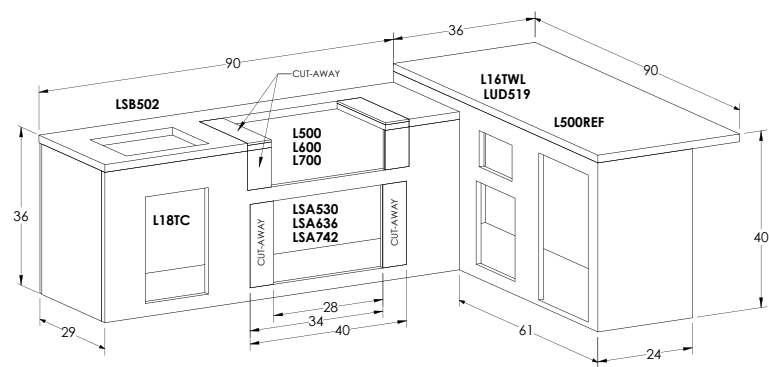 36
90
90
CUT-AWAY
LSB502
L16TWL
LUD519
L500REF
L500
L600
L700
36
L18TC
CUT-AWAY
LSA530
LSA636
LSA742
CUT-AWAY
40
28
34
40
29
61
24